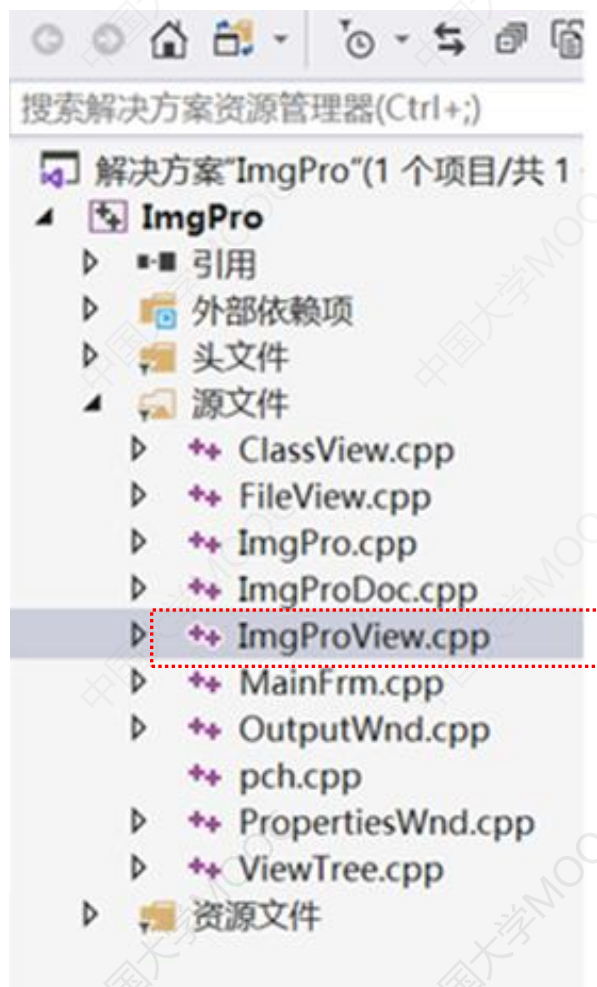 搜索解决方案资源管理器(Ctrl+;)
解决方案"ImgPro"(1 个项目/共 1
ImgPro
引用
外部依赖项
头文件
源文件
ClassView.cpp
FileView.cpp
ImgPro.cpp
ImgProDoc.cpp
ImgProView.cpp
MainFrm.cpp
OutputWnd.cpp
pch.cpp
PropertiesWnd.cpp
ViewTree.cpp
资源文件